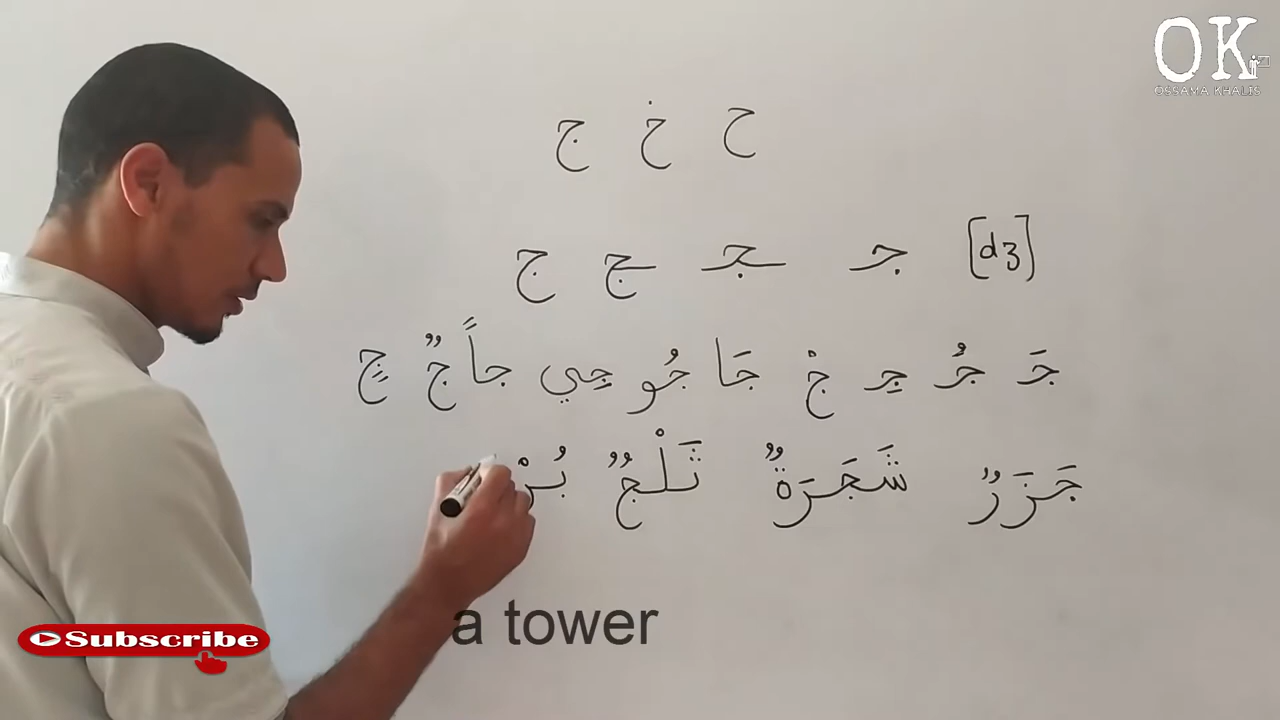 OK
OSSAMA KHALIS
ح خ ج
[dʒ] جـ ـجـ ـج ج
جَـ جُـ جِـ جْ جَا جُو جِي جاً جٌ جٍ
جَزَرٌ شَجَرَةٌ ثَلْجٌ بُرْ
a tower
Subscribe